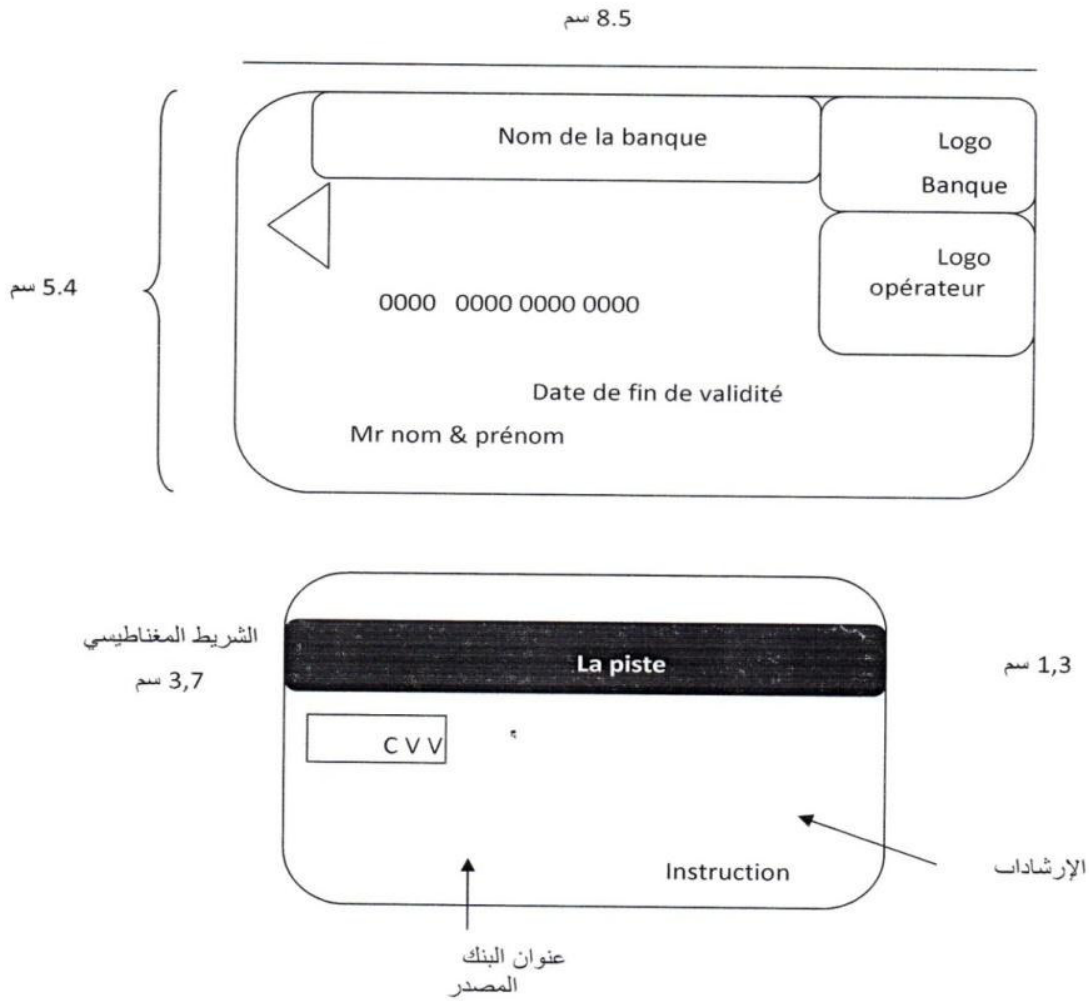 8.5 سم
Nom de la banque
Logo
Banque
Logo
opérateur
5.4 سم
0000 0000 0000 0000
Date de fin de validité
Mr nom & prénom
الشريط المغناطيسي
3,7 سم
La piste
1,3 سم
C V V
Instruction
الإرشادات
عنوان البنك
المصدر